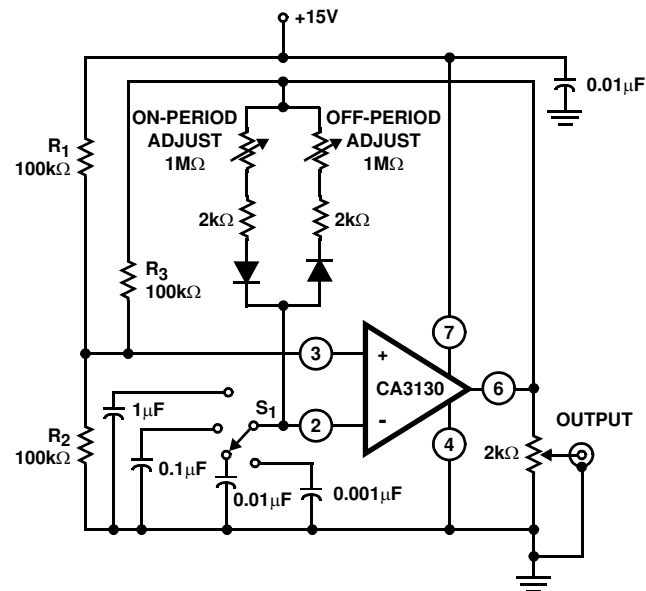 +15V
0.01μF
ON-PERIOD
ADJUST
1MΩ
OFF-PERIOD
ADJUST
1MΩ
R1
100kΩ
2kΩ
2kΩ
R3
100kΩ
7
3
+
CA3130
6
1μF
S1
2
-
4
OUTPUT
R2
100kΩ
0.1μF
0.01μF
0.001μF
2kΩ